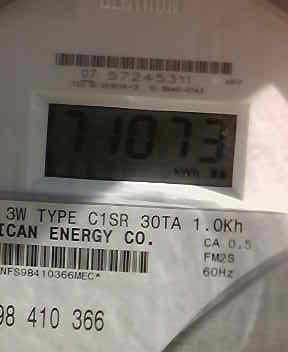 07 57245311
71073
KWH
3W TYPE C1SR 30TA 1.0Kh
ICAN ENERGY CO.
CA 0.5
FM2S
60Hz
NFS98410366MEC*
98 410 366